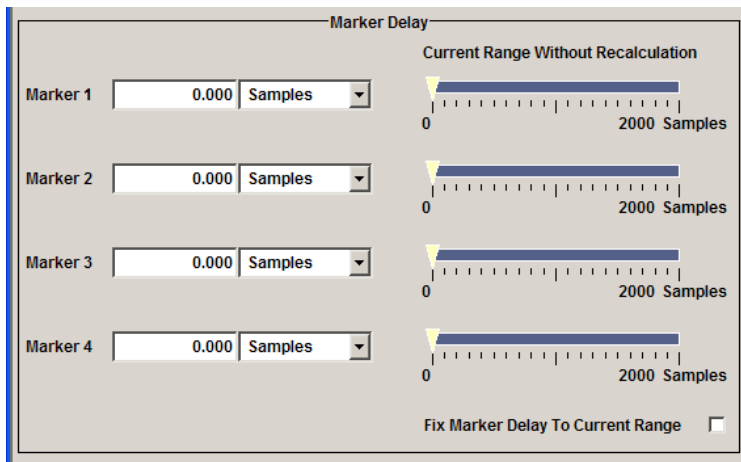 Marker Delay
Current Range Without Recalculation
Marker 1 0.000 Samples
0 2000 Samples
Marker 2 0.000 Samples
0 2000 Samples
Marker 3 0.000 Samples
0 2000 Samples
Marker 4 0.000 Samples
0 2000 Samples
Fix Marker Delay To Current Range